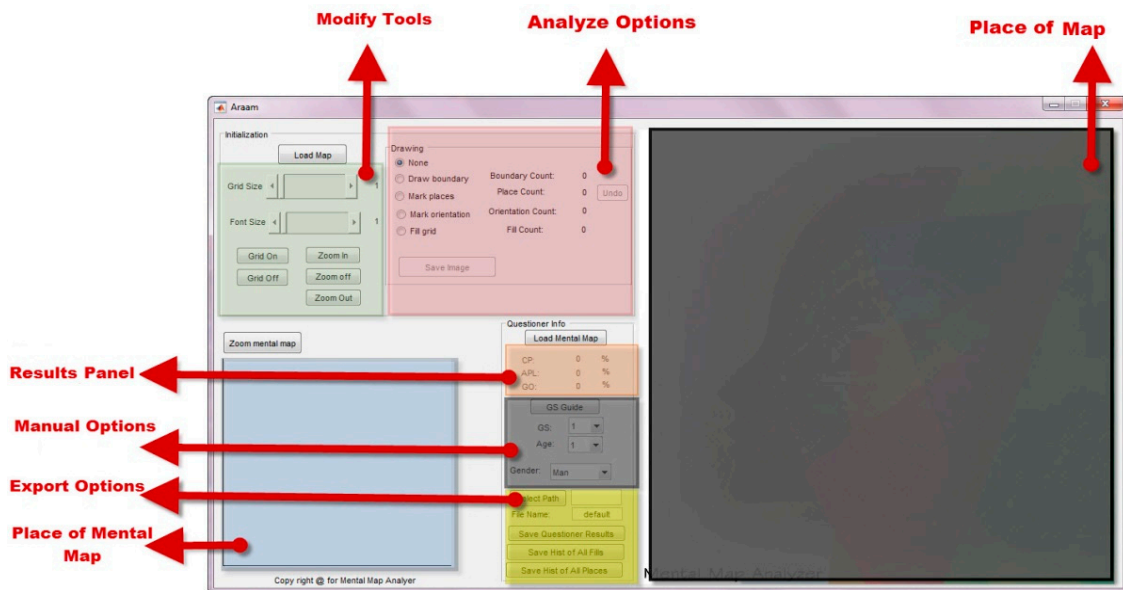 Modify Tools
Analyze Options
Place of Map
Araam
Initialization
Load Map
Grid Size
1
Font Size
1
Grid On
Zoom In
Grid Off
Zoom off
Zoom Out
Drawing
None
Draw boundary
Boundary Count: 0
Mark places
Place Count: 0
Undo
Mark orientation
Orientation Count: 0
Fill grid
Fill Count: 0
Save Image
Zoom mental map
Questioner Info
Load Mental Map
CP: 0 %
APL: 0 %
GO: 0 %
GS Guide
GS: 1
Age: 1
Gender: Man
Select Path
File Name: default
Save Questioner Results
Save Hist of All Fills
Save Hist of All Places
Results Panel
Manual Options
Export Options
Place of Mental
Map
Copy right @ for Mental Map Analyer
Mental Map Analyzer